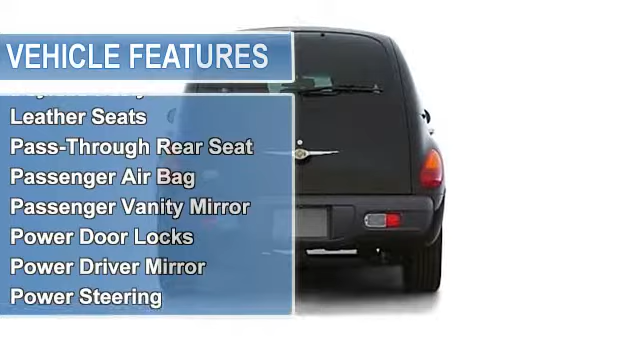 VEHICLE FEATURES
Leather Seats
Pass-Through Rear Seat
Passenger Air Bag
Passenger Vanity Mirror
Power Door Locks
Power Driver Mirror
Power Steering